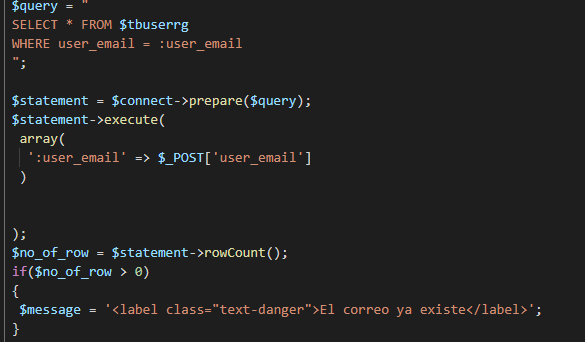 $query = "
SELECT * FROM $tbuserrg
WHERE user_email = :user_email
";
$statement = $connect->prepare($query);
$statement->execute(
array(
':user_email' => $_POST['user_email']
)
);
$no_of_row = $statement->rowCount();
if($no_of_row > 0)
{
$message = '<label class="text-danger">El correo ya existe</label>';
}